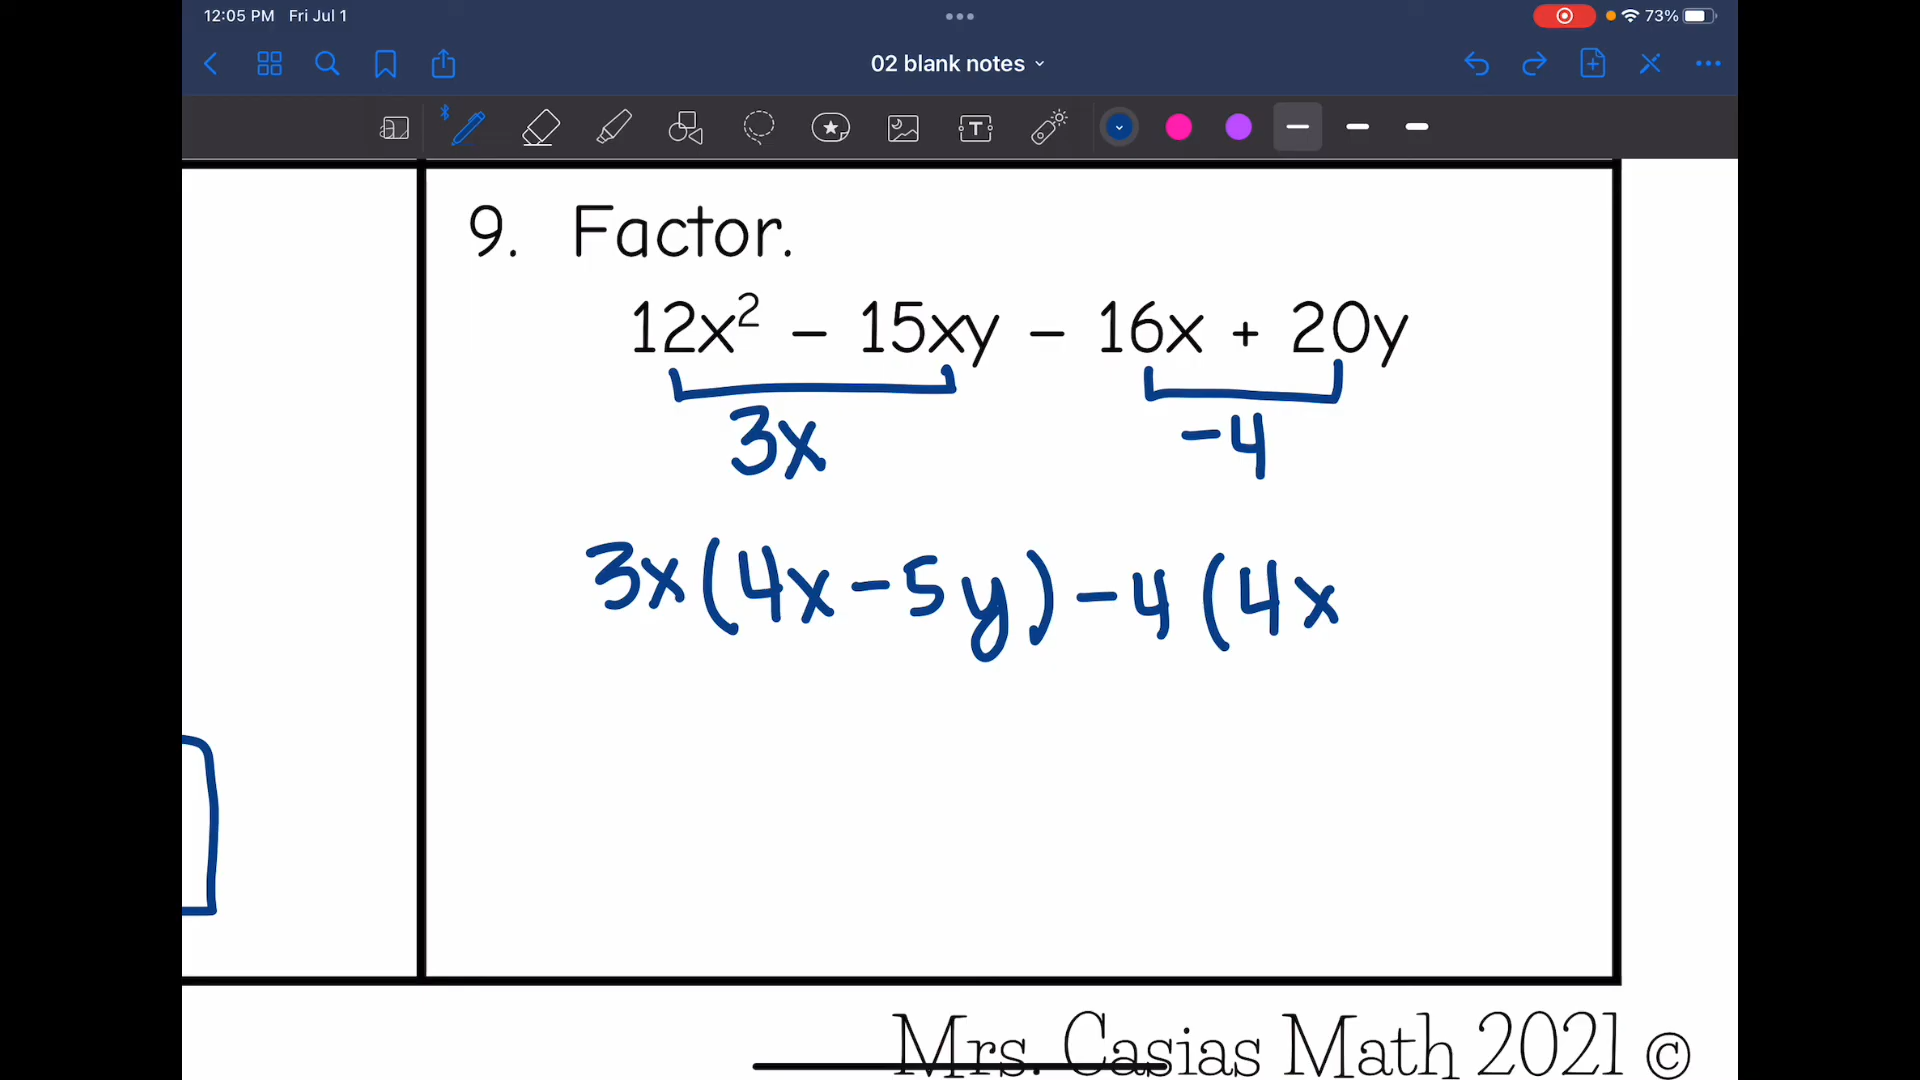 12:05 PM Fri Jul 1
73%
02 blank notes
9. Factor.
12x² – 15xy – 16x + 20y
3x -4
3x(4x-5y)-4(4x
Mrs. Casias Math 2021 ©